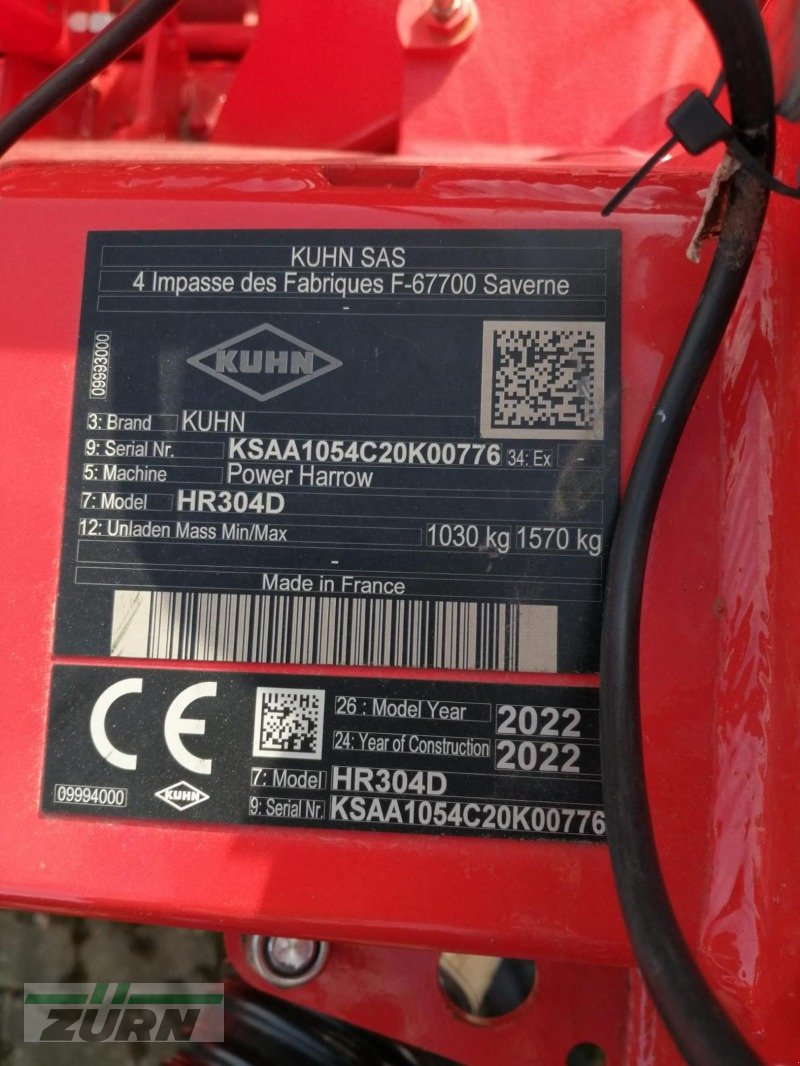 KUHN SAS
4 Impasse des Fabriques F-67700 Saverne
-
09993000
KUHN
3: Brand KUHN
9: Serial Nr. KSAA1054C20K00776 34: Ex -
5: Machine Power Harrow
7: Model HR304D
12: Unladen Mass Min/Max 1030 kg 1570 kg
-
Made in France
CE
26 : Model Year 2022
24: Year of Construction 2022
7: Model HR304D
09994000 KUHN 9: Serial Nr. KSAA1054C20K00776
ZÜRN